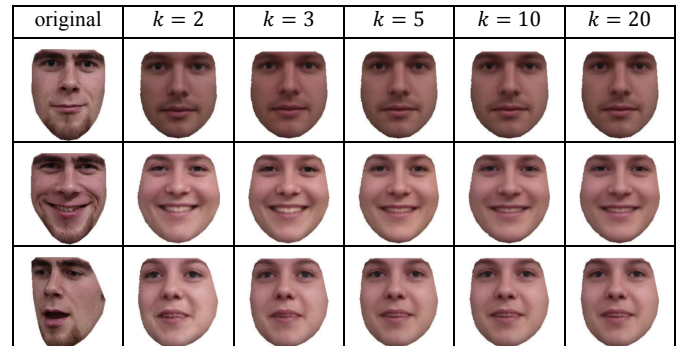 original k = 2 k = 3 k = 5 k = 10 k = 20